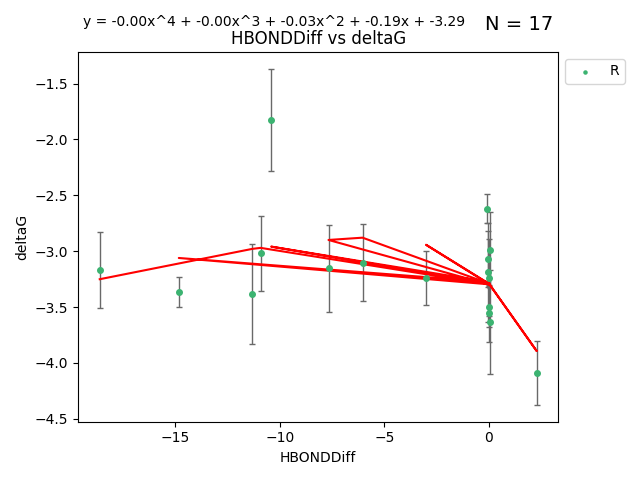 y = -0.00x^4 + -0.00x^3 + -0.03x^2 + -0.19x + -3.29 N = 17
HBONDDiff vs deltaG
R
−1.5
−2.0
−2.5
−3.0
−3.5
−4.0
−4.5
deltaG
−15 −10 −5 0
HBONDDiff